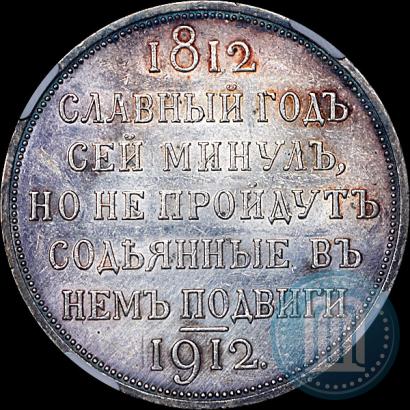 1812
СЛАВНЫЙ ГОДЪ
СЕЙ МИНУЛЪ,
НО НЕ ПРОЙДУТЪ
СОДѢЯННЫЕ ВЪ
НЕМЪ ПОДВИГИ
1912.